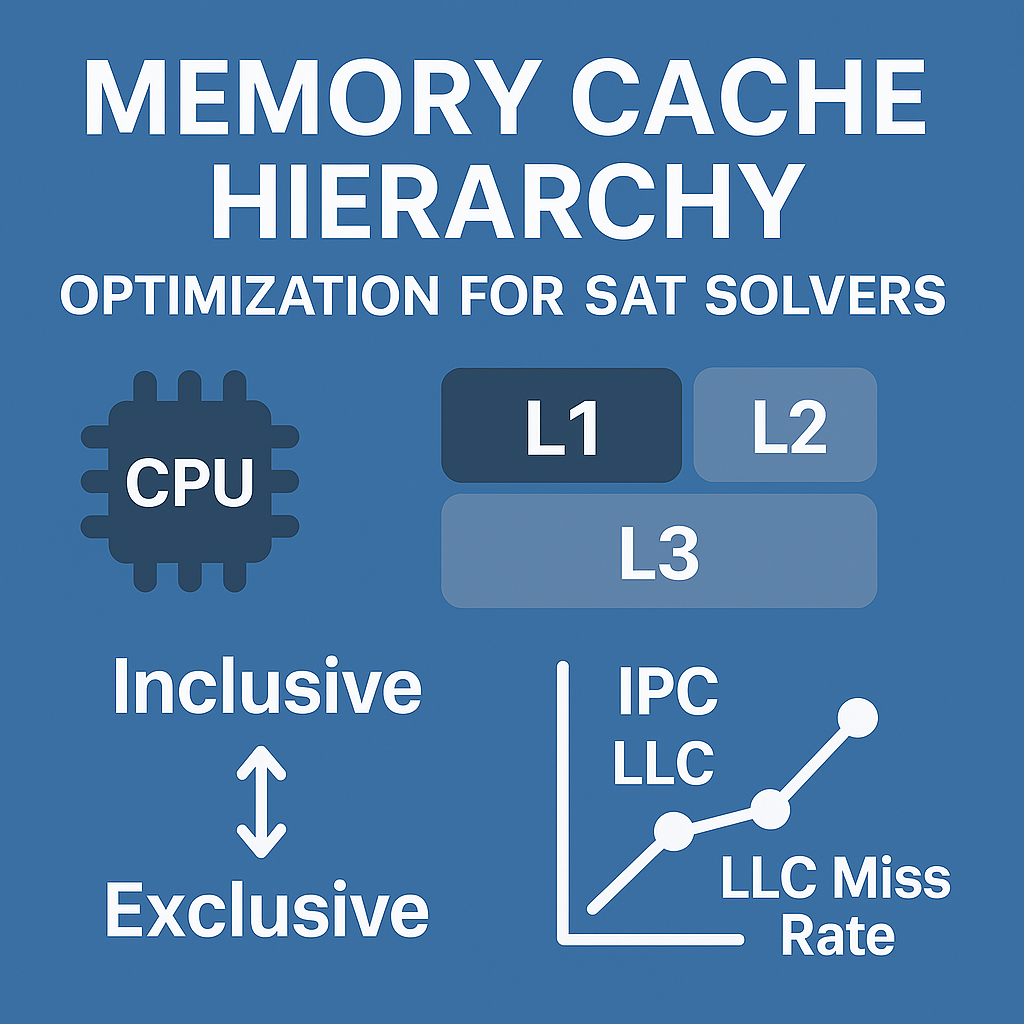 MEMORY CACHE
HIERARCHY
OPTIMIZATION FOR SAT SOLVERS
CPU
L1
L2
L3
Inclusive
Exclusive
IPC
LLC
LLC Miss
Rate